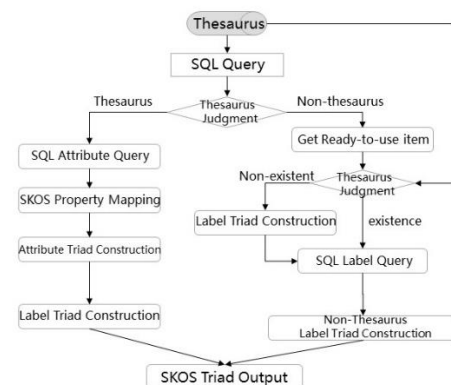 Thesaurus
SQL Query
Thesaurus
Thesaurus
Judgment
Non-thesaurus
SQL Attribute Query
Get Ready-to-use item
Non-existent
Thesaurus
Judgment
SKOS Property Mapping
Label Triad Construction
existence
Attribute Triad Construction
SQL Label Query
Label Triad Construction
Non-Thesaurus
Label Triad Construction
SKOS Triad Output